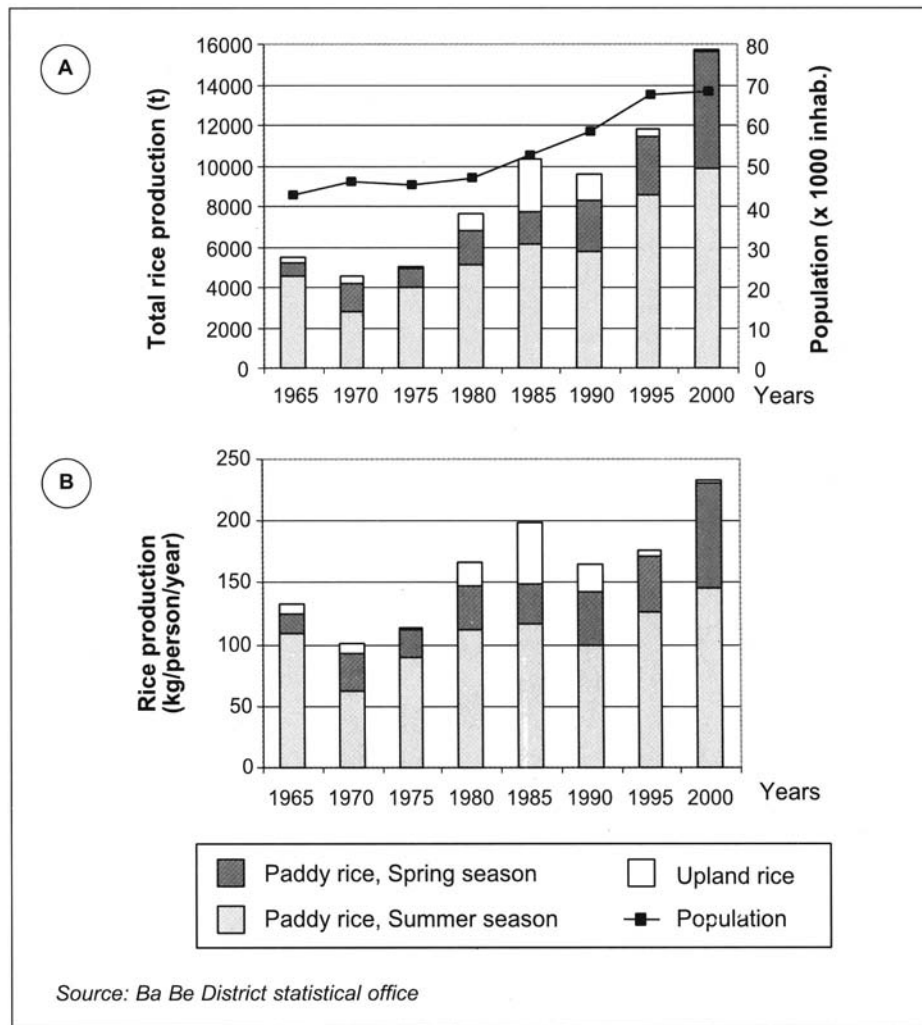 A
Total rice production (t)
16000
14000
12000
10000
8000
6000
4000
2000
0
80
70
60
50
40
30
20
10
0
Population (x 1000 inhab.)
1965 1970 1975 1980 1985 1990 1995 2000 Years
B
Rice production
(kg/person/year)
250
200
150
100
50
0
1965 1970 1975 1980 1985 1990 1995 2000 Years
Paddy rice, Spring season
Upland rice
Paddy rice, Summer season
Population
Source: Ba Be District statistical office